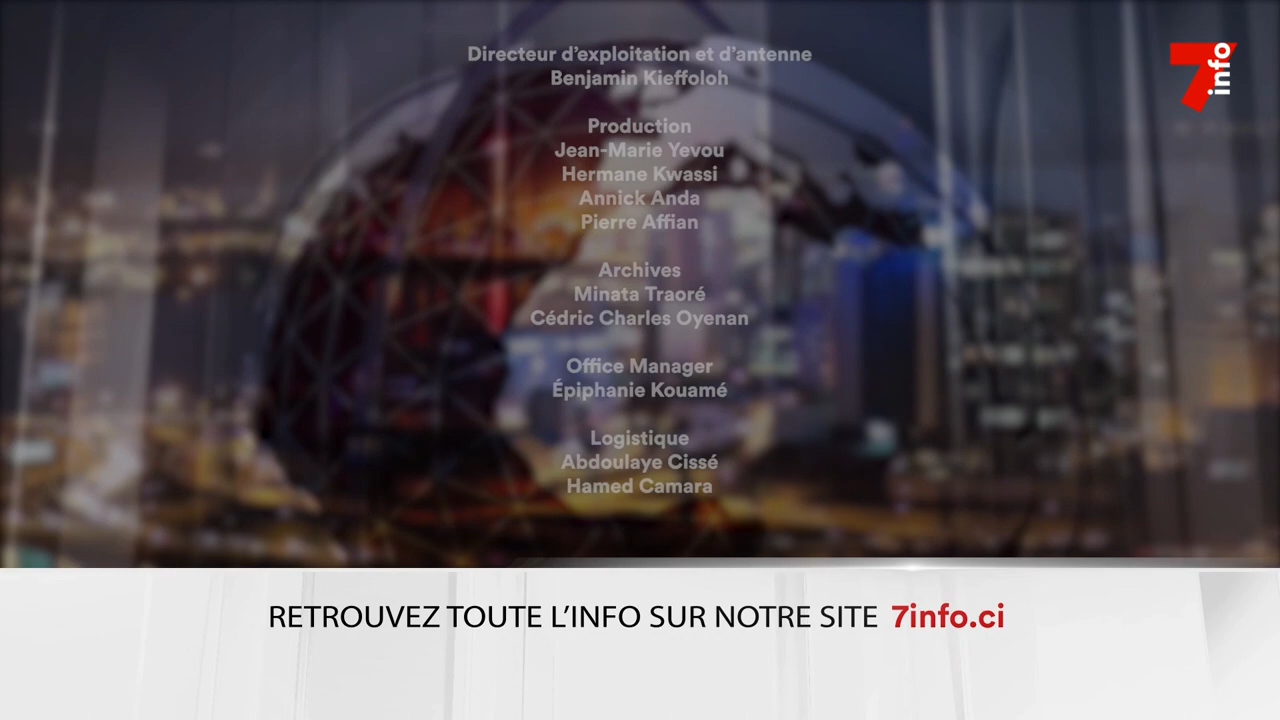 Directeur d’exploitation et d’antenne
Benjamin Kieffoloh
Production
Jean-Marie Yevou
Hermane Kwassi
Annick Anda
Pierre Affian
Archives
Minata Traoré
Cédric Charles Oyenan
Office Manager
Épiphanie Kouamé
Logistique
Abdoulaye Cissé
Hamed Camara
7info
RETROUVEZ TOUTE L’INFO SUR NOTRE SITE 7info.ci